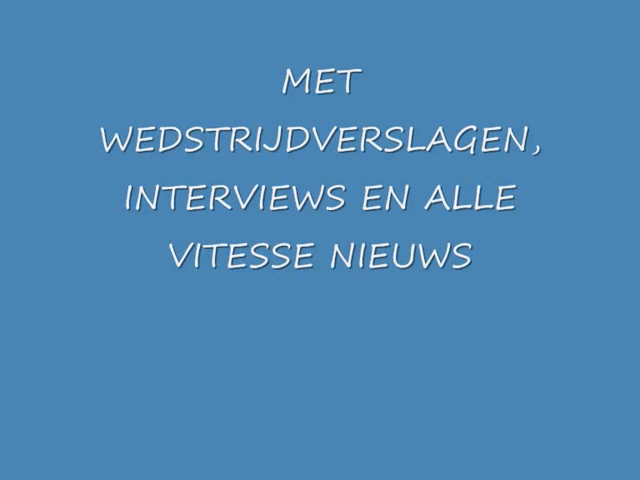 MET
WEDSTRIJDVERSLAGEN,
INTERVIEWS EN ALLE
VITESSE NIEUWS